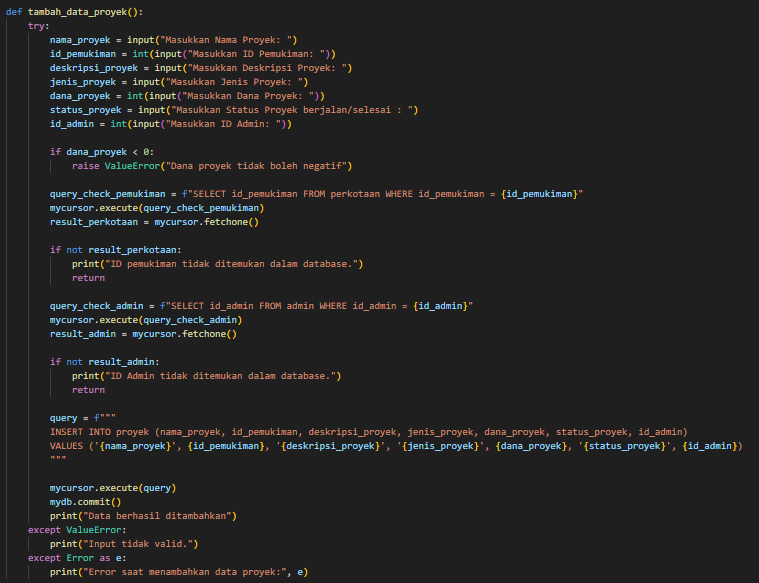 def tambah_data_proyek():
    try:
        nama_proyek = input("Masukkan Nama Proyek: ")
        id_pemukiman = int(input("Masukkan ID Pemukiman: "))
        deskripsi_proyek = input("Masukkan Deskripsi Proyek: ")
        jenis_proyek = input("Masukkan Jenis Proyek: ")
        dana_proyek = int(input("Masukkan Dana Proyek: "))
        status_proyek = input("Masukkan Status Proyek berjalan/selesai : ")
        id_admin = int(input("Masukkan ID Admin: "))

        if dana_proyek < 0:
            raise ValueError("Dana proyek tidak boleh negatif")

        query_check_pemukiman = f"SELECT id_pemukiman FROM perkotaan WHERE id_pemukiman = {id_pemukiman}"
        mycursor.execute(query_check_pemukiman)
        result_perkotaan = mycursor.fetchone()

        if not result_perkotaan:
            print("ID pemukiman tidak ditemukan dalam database.")
            return

        query_check_admin = f"SELECT id_admin FROM admin WHERE id_admin = {id_admin}"
        mycursor.execute(query_check_admin)
        result_admin = mycursor.fetchone()

        if not result_admin:
            print("ID Admin tidak ditemukan dalam database.")
            return

        query = f"""
        INSERT INTO proyek (nama_proyek, id_pemukiman, deskripsi_proyek, jenis_proyek, dana_proyek, status_proyek, id_admin)
        VALUES ('{nama_proyek}', {id_pemukiman}, '{deskripsi_proyek}', '{jenis_proyek}', {dana_proyek}, '{status_proyek}', {id_admin})
        """

        mycursor.execute(query)
        mydb.commit()
        print("Data berhasil ditambahkan")
    except ValueError:
        print("Input tidak valid.")
    except Error as e:
        print("Error saat menambahkan data proyek:", e)